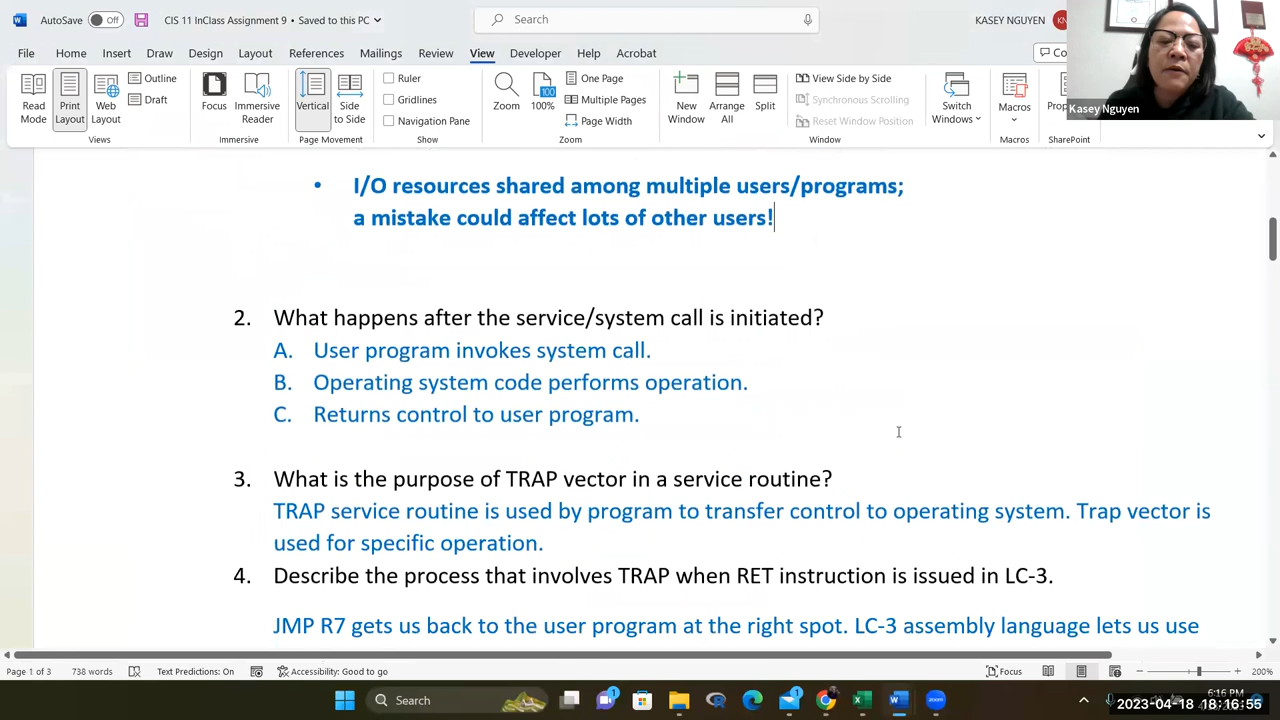 AutoSave Off CIS 11 InClass Assignment 9 • Saved to this PC Search KASEY NGUYEN KN
File Home Insert Draw Design Layout References Mailings Review View Developer Help Acrobat Co
Read Mode Print Layout Web Layout Outline Draft Focus Immersive Reader Vertical Side to Side Ruler Gridlines Navigation Pane Zoom 100% One Page Multiple Pages Page Width New Window Arrange All Split View Side by Side Synchronous Scrolling Reset Window Position Switch Windows Macros Prop
Views Immersive Page Movement Show Zoom Window Macros SharePoint
Kasey Nguyen
• I/O resources shared among multiple users/programs;
a mistake could affect lots of other users!
2. What happens after the service/system call is initiated?
A. User program invokes system call.
B. Operating system code performs operation.
C. Returns control to user program.
3. What is the purpose of TRAP vector in a service routine?
TRAP service routine is used by program to transfer control to operating system. Trap vector is
used for specific operation.
4. Describe the process that involves TRAP when RET instruction is issued in LC-3.
JMP R7 gets us back to the user program at the right spot. LC-3 assembly language lets us use
Page 1 of 3 738 words Text Predictions: On Accessibility: Good to go Focus 200%
Search 6:16 PM
2023-04-18 18:16:55